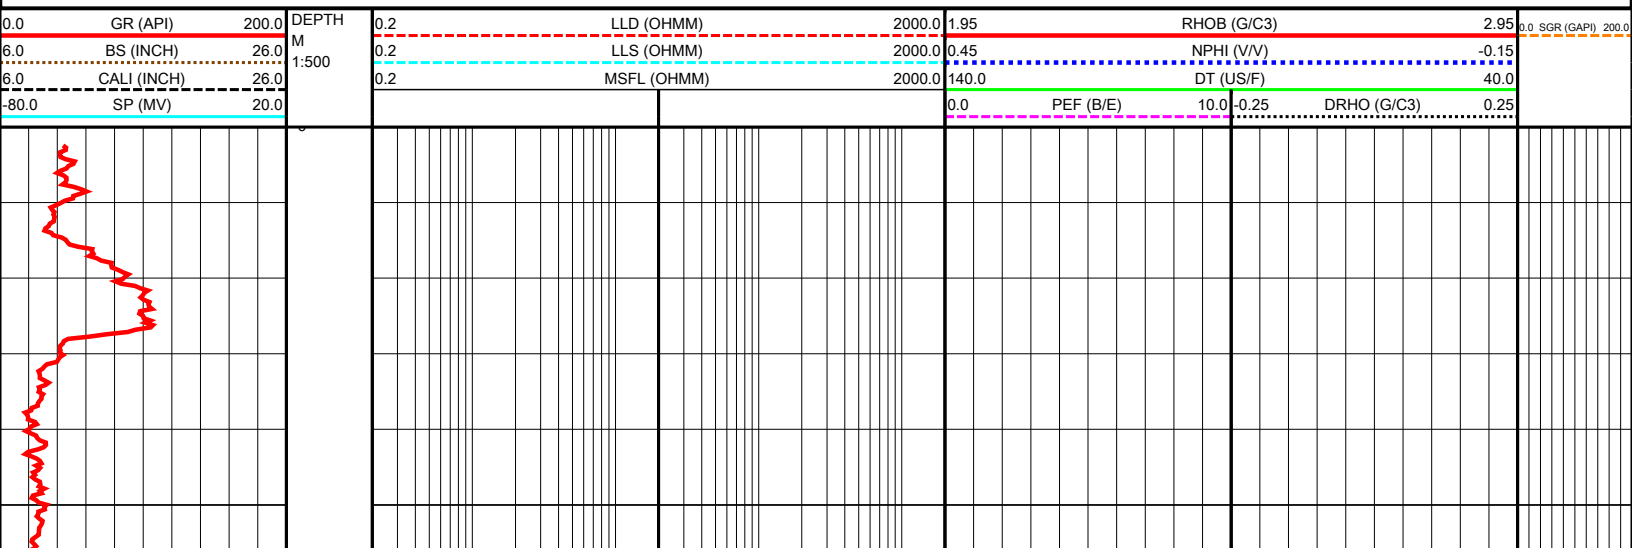 0.0 GR (API) 200.0
6.0 BS (INCH) 26.0
6.0 CALI (INCH) 26.0
-80.0 SP (MV) 20.0
DEPTH
M
1:500
0.2 LLD (OHMM) 2000.0
0.2 LLS (OHMM) 2000.0
0.2 MSFL (OHMM) 2000.0
1.95 RHOB (G/C3) 2.95
0.45 NPHI (V/V) -0.15
140.0 DT (US/F) 40.0
0.0 PEF (B/E) 10.0
-0.25 DRHO (G/C3) 0.25
0.0 SGR (GAPI) 200.0